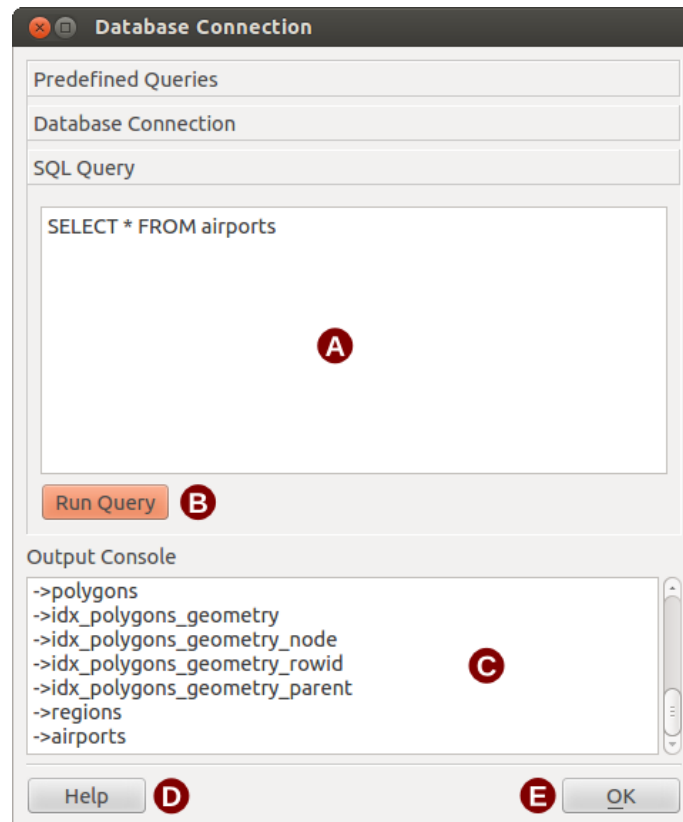 Database Connection
Predefined Queries
Database Connection
SQL Query
SELECT * FROM airports
A
Run Query B
Output Console
->polygons
->idx_polygons_geometry
->idx_polygons_geometry_node
->idx_polygons_geometry_rowid
->idx_polygons_geometry_parent
->regions
->airports
C
Help D E OK